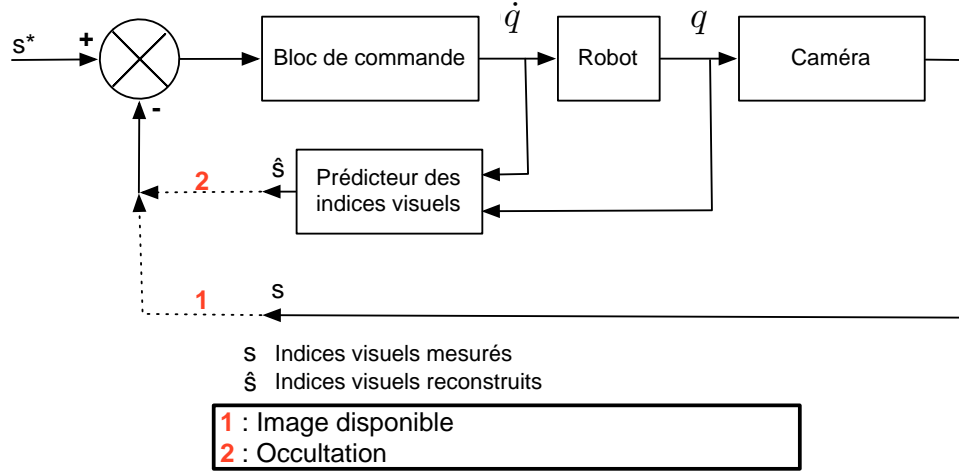 q̇
q
s*
+
Bloc de commande
Robot
Caméra
-
ŝ
2
Prédicteur des
indices visuels
s
1
s Indices visuels mesurés
ŝ Indices visuels reconstruits
1 : Image disponible
2 : Occultation